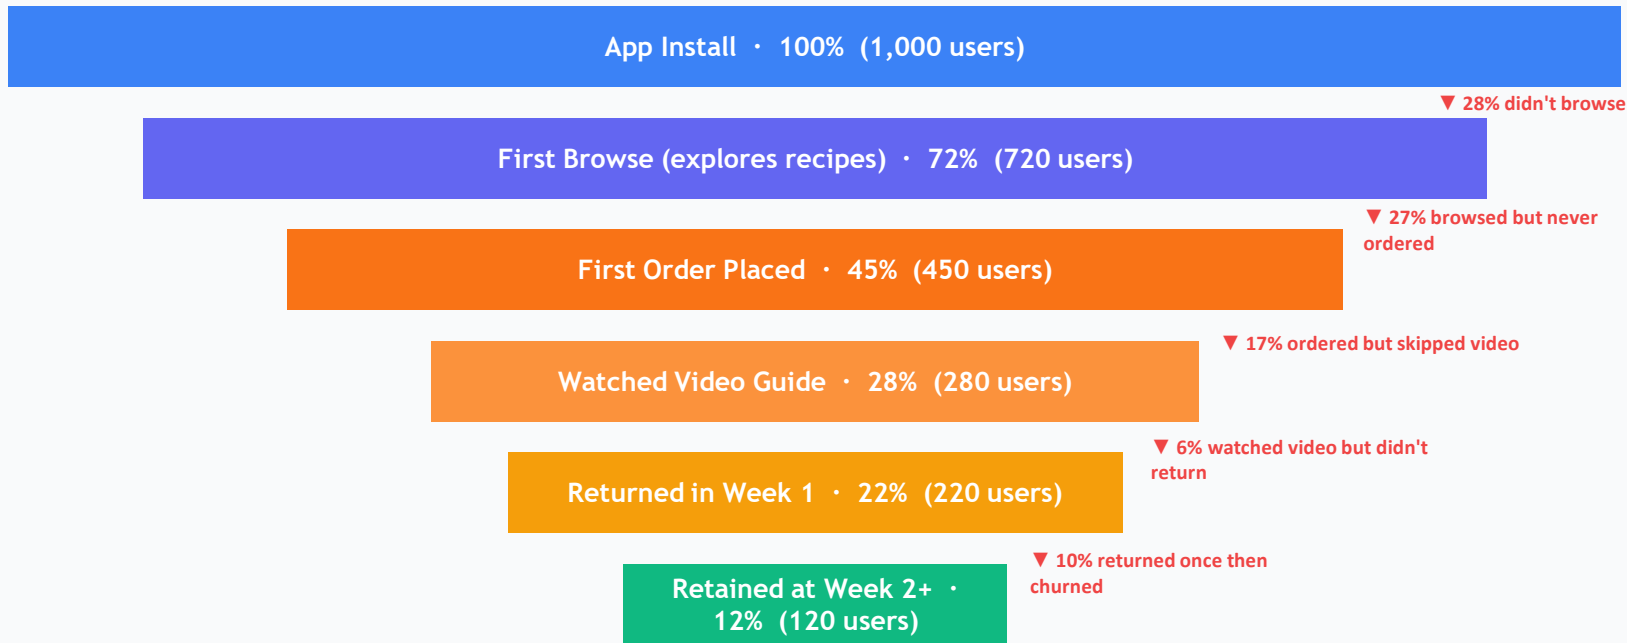 App Install · 100% (1,000 users)
▼ 28% didn't browse
First Browse (explores recipes) · 72% (720 users)
▼ 27% browsed but never
ordered
First Order Placed · 45% (450 users)
▼ 17% ordered but skipped video
Watched Video Guide · 28% (280 users)
▼ 6% watched video but didn't
return
Returned in Week 1 · 22% (220 users)
▼ 10% returned once then
churned
Retained at Week 2+ ·
12% (120 users)